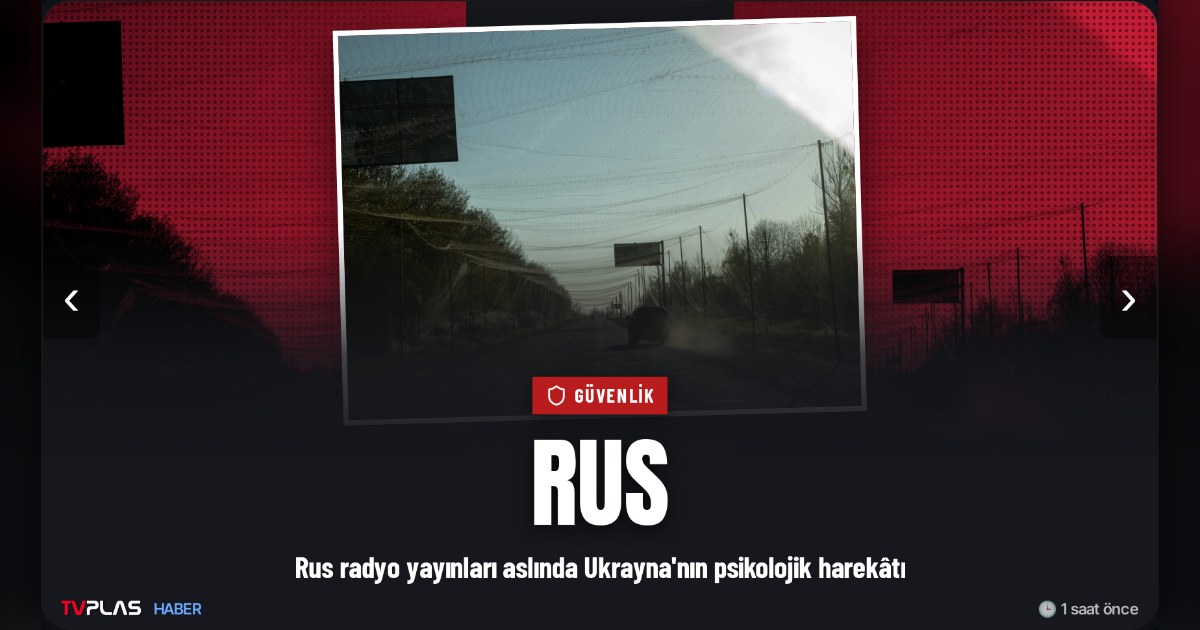 GÜVENLİK
RUS
Rus radyo yayınları aslında Ukrayna'nın psikolojik harekâtı
TVPLAS HABER
1 saat önce